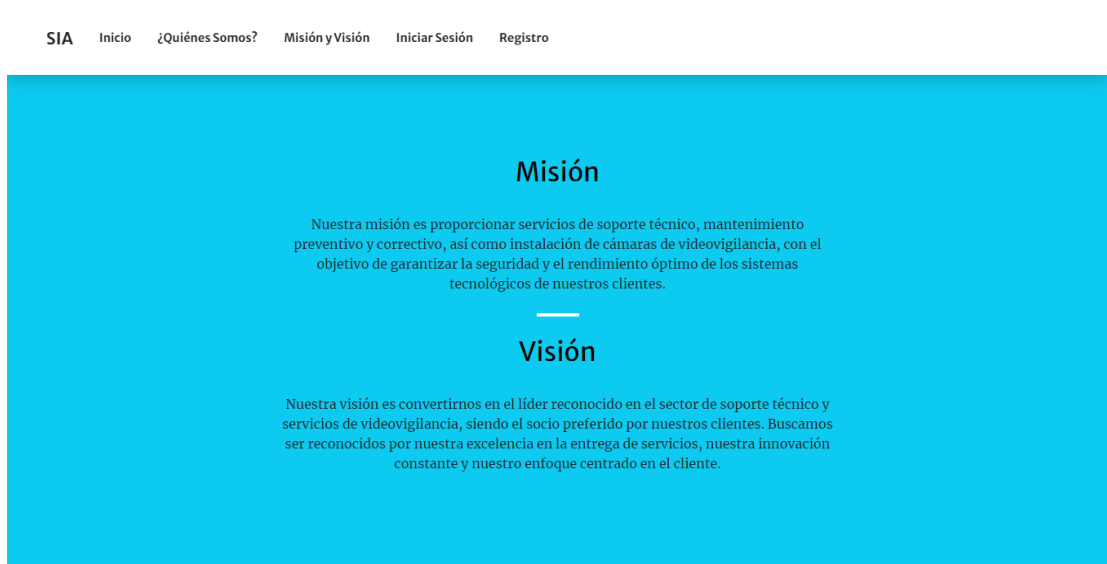 SIA Inicio ¿Quiénes Somos? Misión y Visión Iniciar Sesión Registro
Misión
Nuestra misión es proporcionar servicios de soporte técnico, mantenimiento
preventivo y correctivo, así como instalación de cámaras de videovigilancia, con el
objetivo de garantizar la seguridad y el rendimiento óptimo de los sistemas
tecnológicos de nuestros clientes.
Visión
Nuestra visión es convertirnos en el líder reconocido en el sector de soporte técnico y
servicios de videovigilancia, siendo el socio preferido por nuestros clientes. Buscamos
ser reconocidos por nuestra excelencia en la entrega de servicios, nuestra innovación
constante y nuestro enfoque centrado en el cliente.